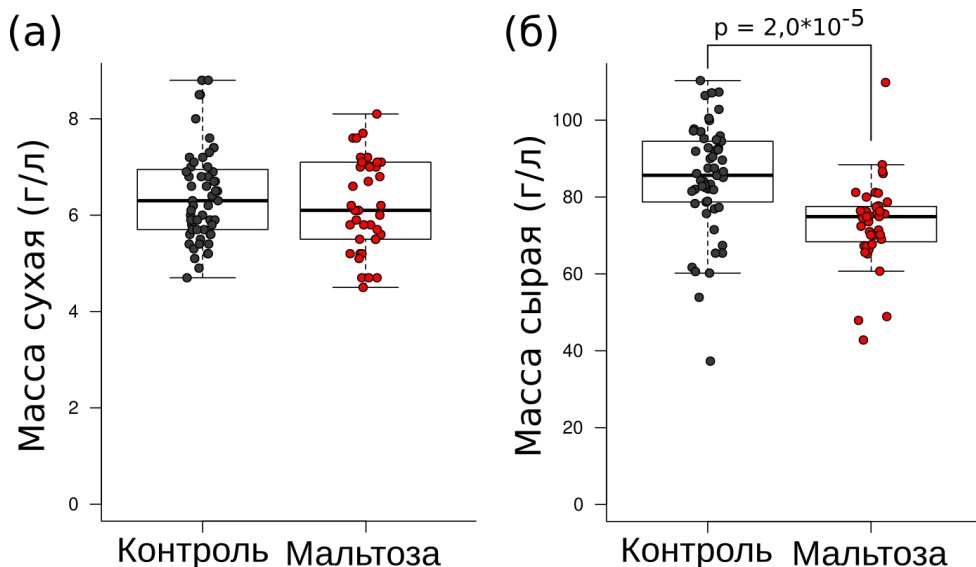 (а)
Масса сухая (г/л)
8
6
4
2
0
Контроль
Мальтоза
(б)
p = 2,0*10-5
Масса сырая (г/л)
100
80
60
40
20
0
Контроль
Мальтоза